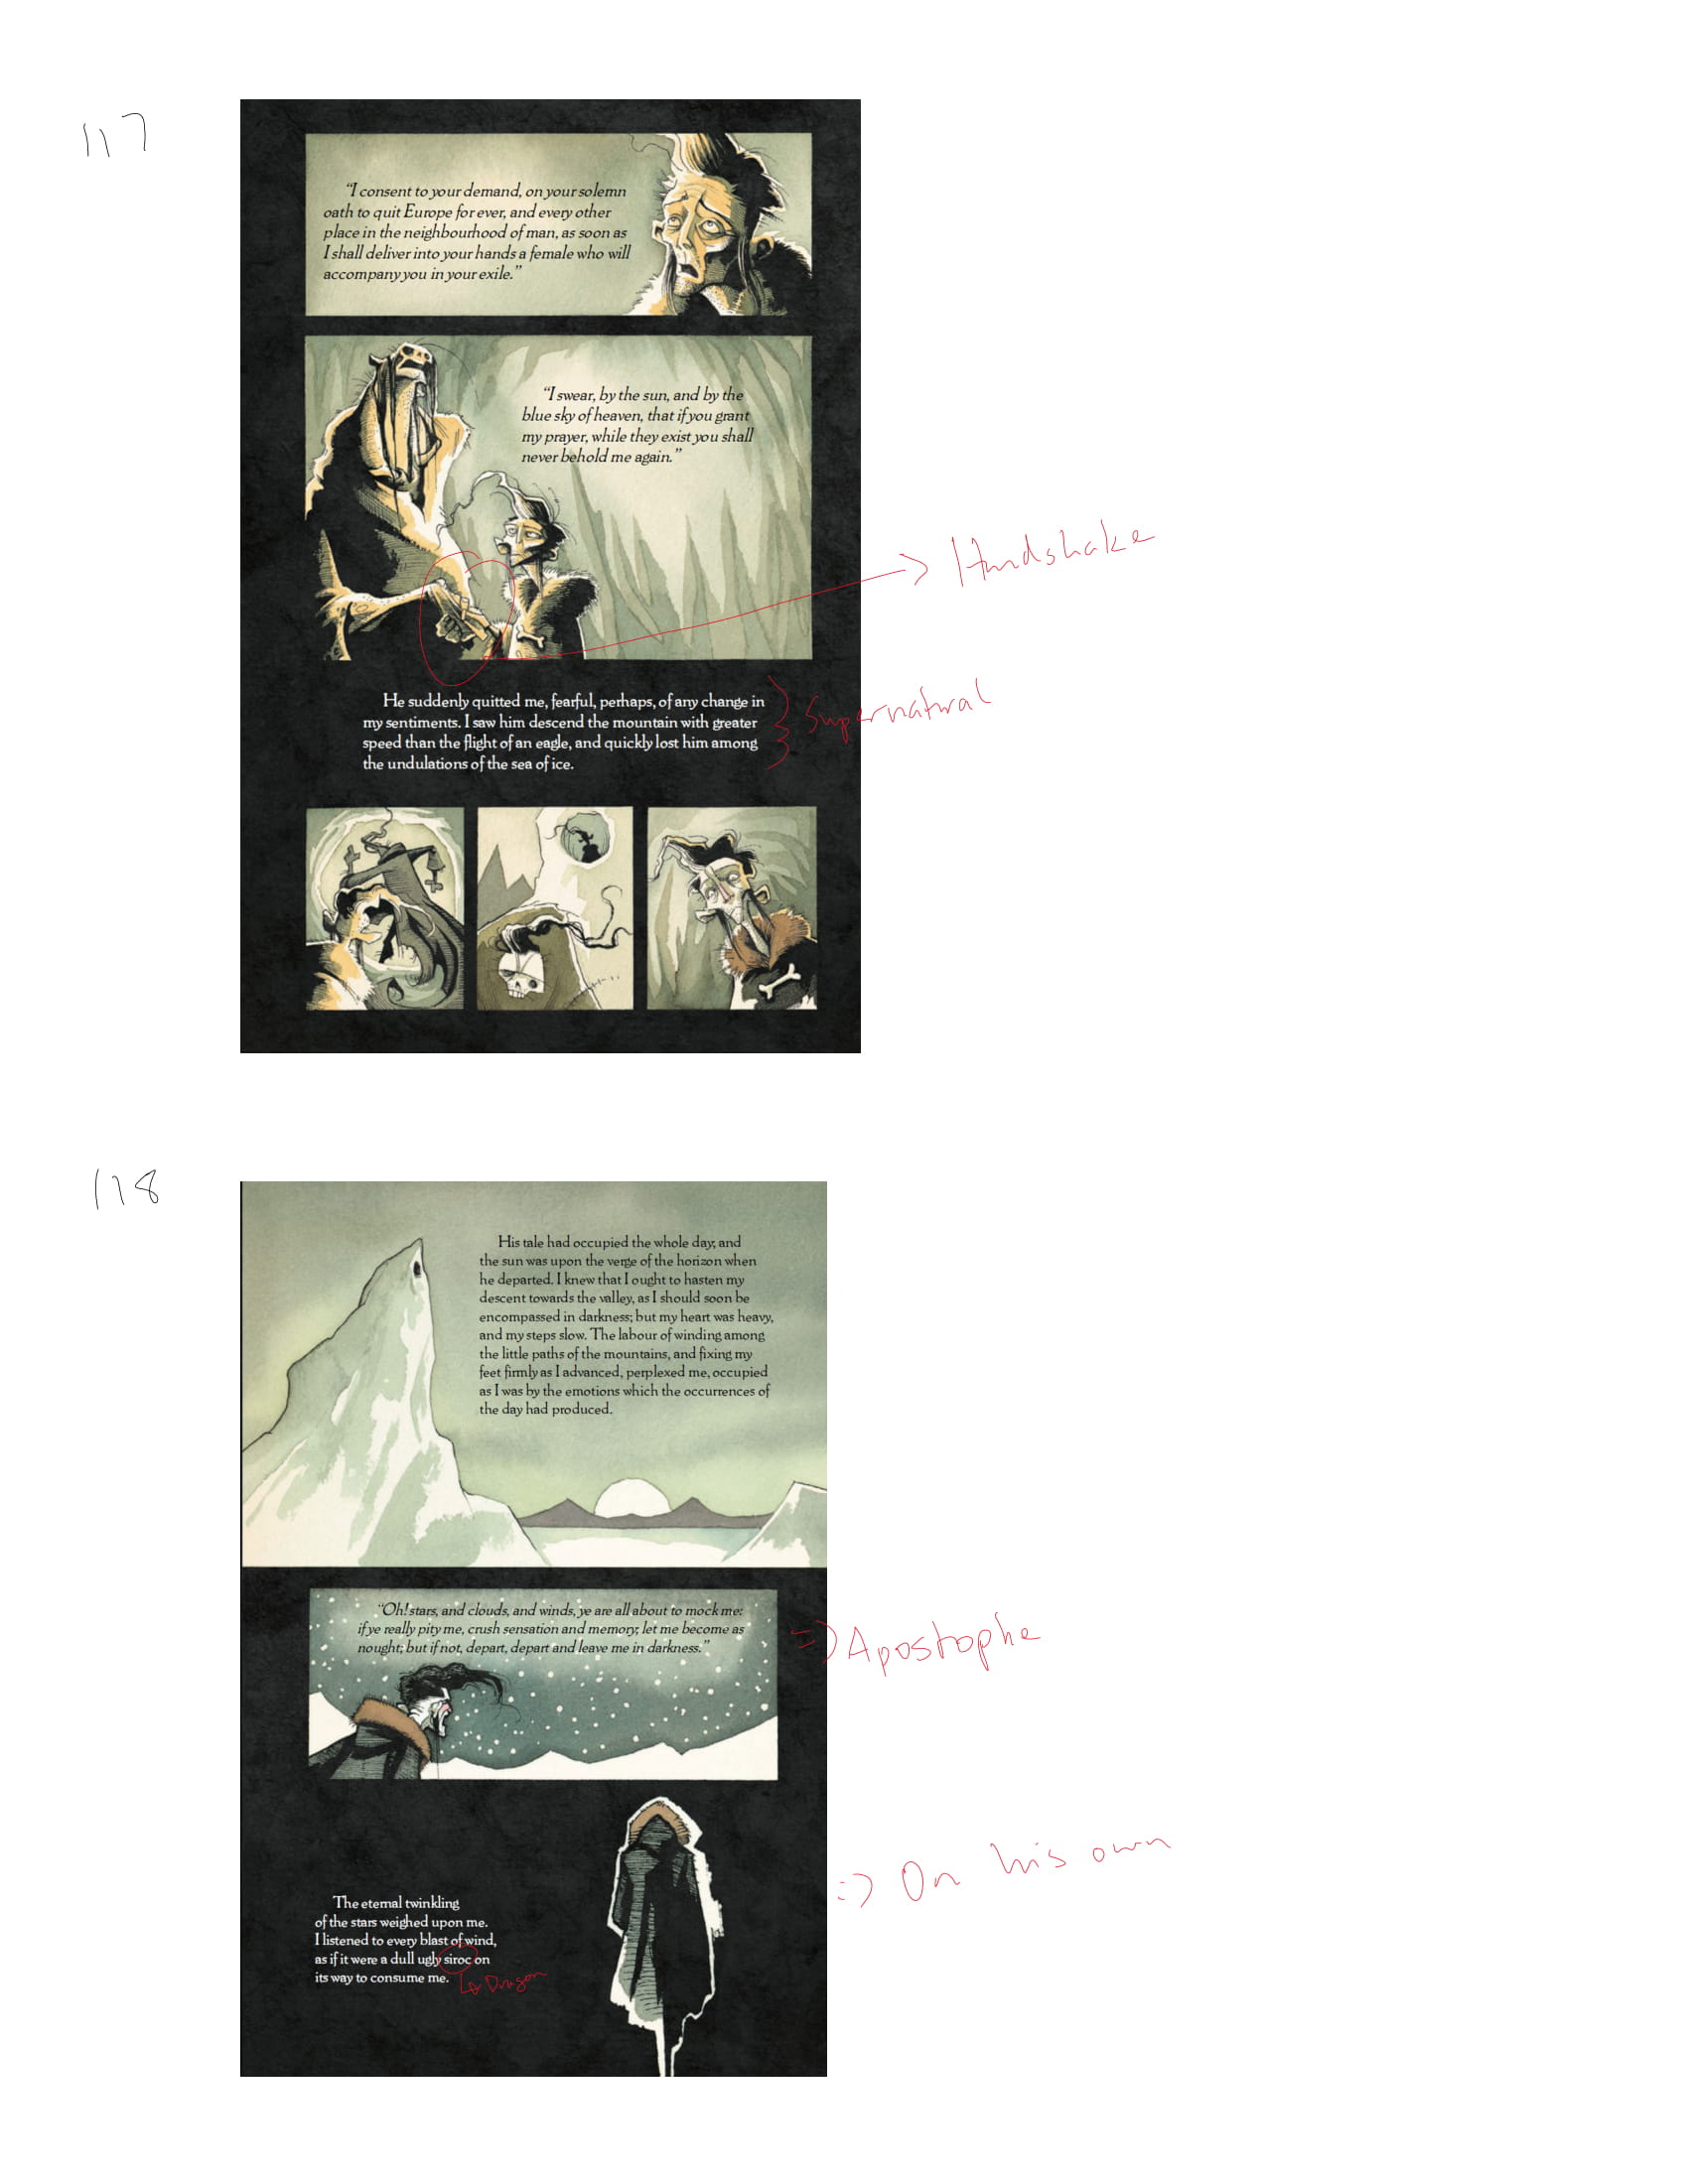 117
“I consent to your demand, on your solemn
oath to quit Europe for ever, and every other
place in the neighbourhood of man, as soon as
I shall deliver into your hands a female who will
accompany you in your exile.”
“I swear, by the sun, and by the
blue sky of heaven, that if you grant
my prayer, while they exist you shall
never behold me again.”
Handshake
He suddenly quitted me, fearful, perhaps, of any change in
my sentiments. I saw him descend the mountain with greater
speed than the flight of an eagle, and quickly lost him among
the undulations of the sea of ice.
Supernatural
118
His tale had occupied the whole day; and
the sun was upon the verge of the horizon when
he departed. I knew that I ought to hasten my
descent towards the valley, as I should soon be
encompassed in darkness; but my heart was heavy,
and my steps slow. The labour of winding among
the little paths of the mountains, and fixing my
feet firmly as I advanced, perplexed me, occupied
as I was by the emotions which the occurrences of
the day had produced.
“Oh! stars, and clouds, and winds, ye are all about to mock me:
if ye really pity me, crush sensation and memory; let me become as
nought; but if not, depart, depart and leave me in darkness.”
=> Apostophe
=> On his own
The eternal twinkling
of the stars weighed upon me.
I listened to every blast of wind,
as if it were a dull ugly siroc on
its way to consume me.
↳ Dragon